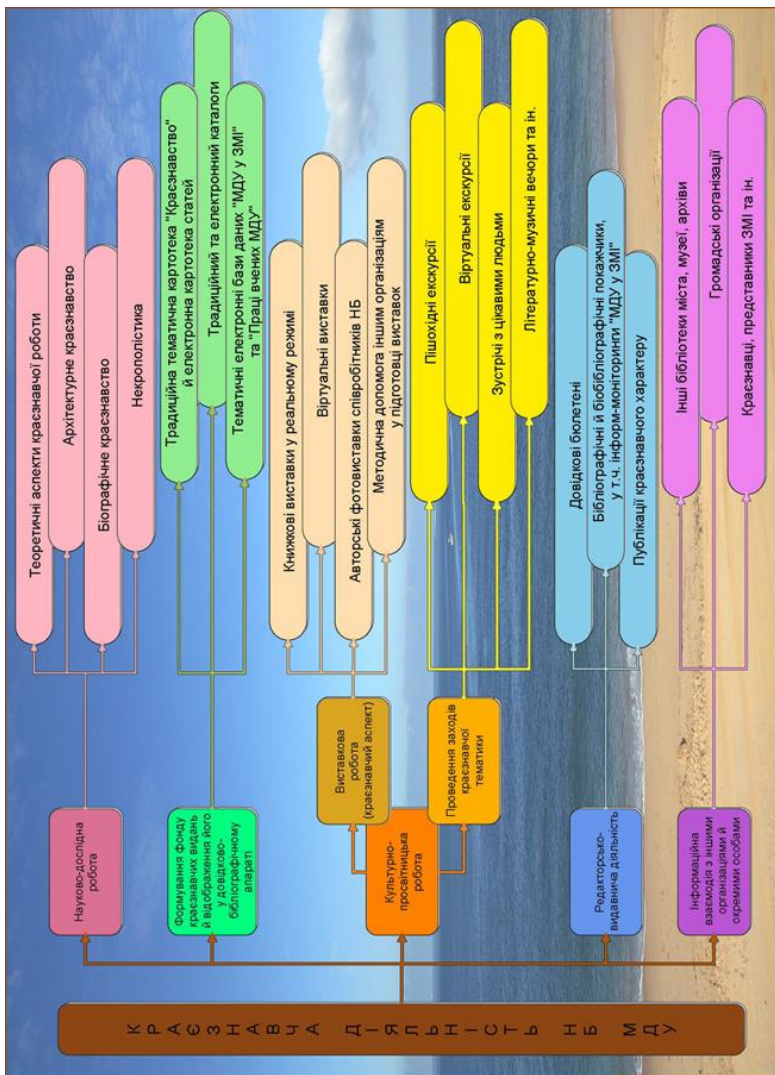 КРАЄЗНАВЧА ДІЯЛЬНІСТЬ НБ МДУ
Науково-дослідна
робота
Теоретичні аспекти краєзнавчої роботи
Архітектурне краєзнавство
Біографічне краєзнавство
Некрополістика
Формування фонду
краєзнавчих видань
й відображення його
у довідково-
бібліографічному
апараті
Традиційна тематична картотека "Краєзнавство"
й електронна картотека статей
Традиційний та електронний каталоги
Тематичні електронні бази даних "МДУ у ЗМІ"
та "Праці вчених МДУ"
Культурно-
просвітницька
робота
Виставкова
робота
(краєзнавчий аспект)
Книжкові виставки у реальному режимі
Віртуальні виставки
Авторські фотовиставки співробітників НБ
Методична допомога іншим організаціям
у підготовці виставок
Проведення заходів
краєзнавчої
тематики
Пішохідні екскурсії
Віртуальні екскурсії
Зустрічі з цікавими людьми
Літературно-музичні вечори та ін.
Редакторсько-
видавнича діяльність
Довідкові бюлетені
Бібліографічні й біобібліографічні покажчики,
у т.ч. інформ-моніторинги "МДУ у ЗМІ"
Публікації краєзнавчого характеру
Інформаційна
взаємодія з іншими
організаціями й
окремими особами
Інші бібліотеки міста, музеї, архіви
Громадські організації
Краєзнавці, представники ЗМІ та ін.